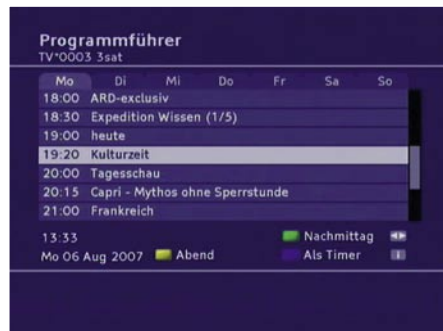 Programmführer
TV*0003 3sat
Mo Di Mi Do Fr Sa So
18:00 ARD-exclusiv
18:30 Expedition Wissen (1/5)
19:00 heute
19:20 Kulturzeit
20:00 Tagesschau
20:15 Capri - Mythos ohne Sperrstunde
21:00 Frankreich
13:33 Nachmittag
Mo 06 Aug 2007 Abend Als Timer i